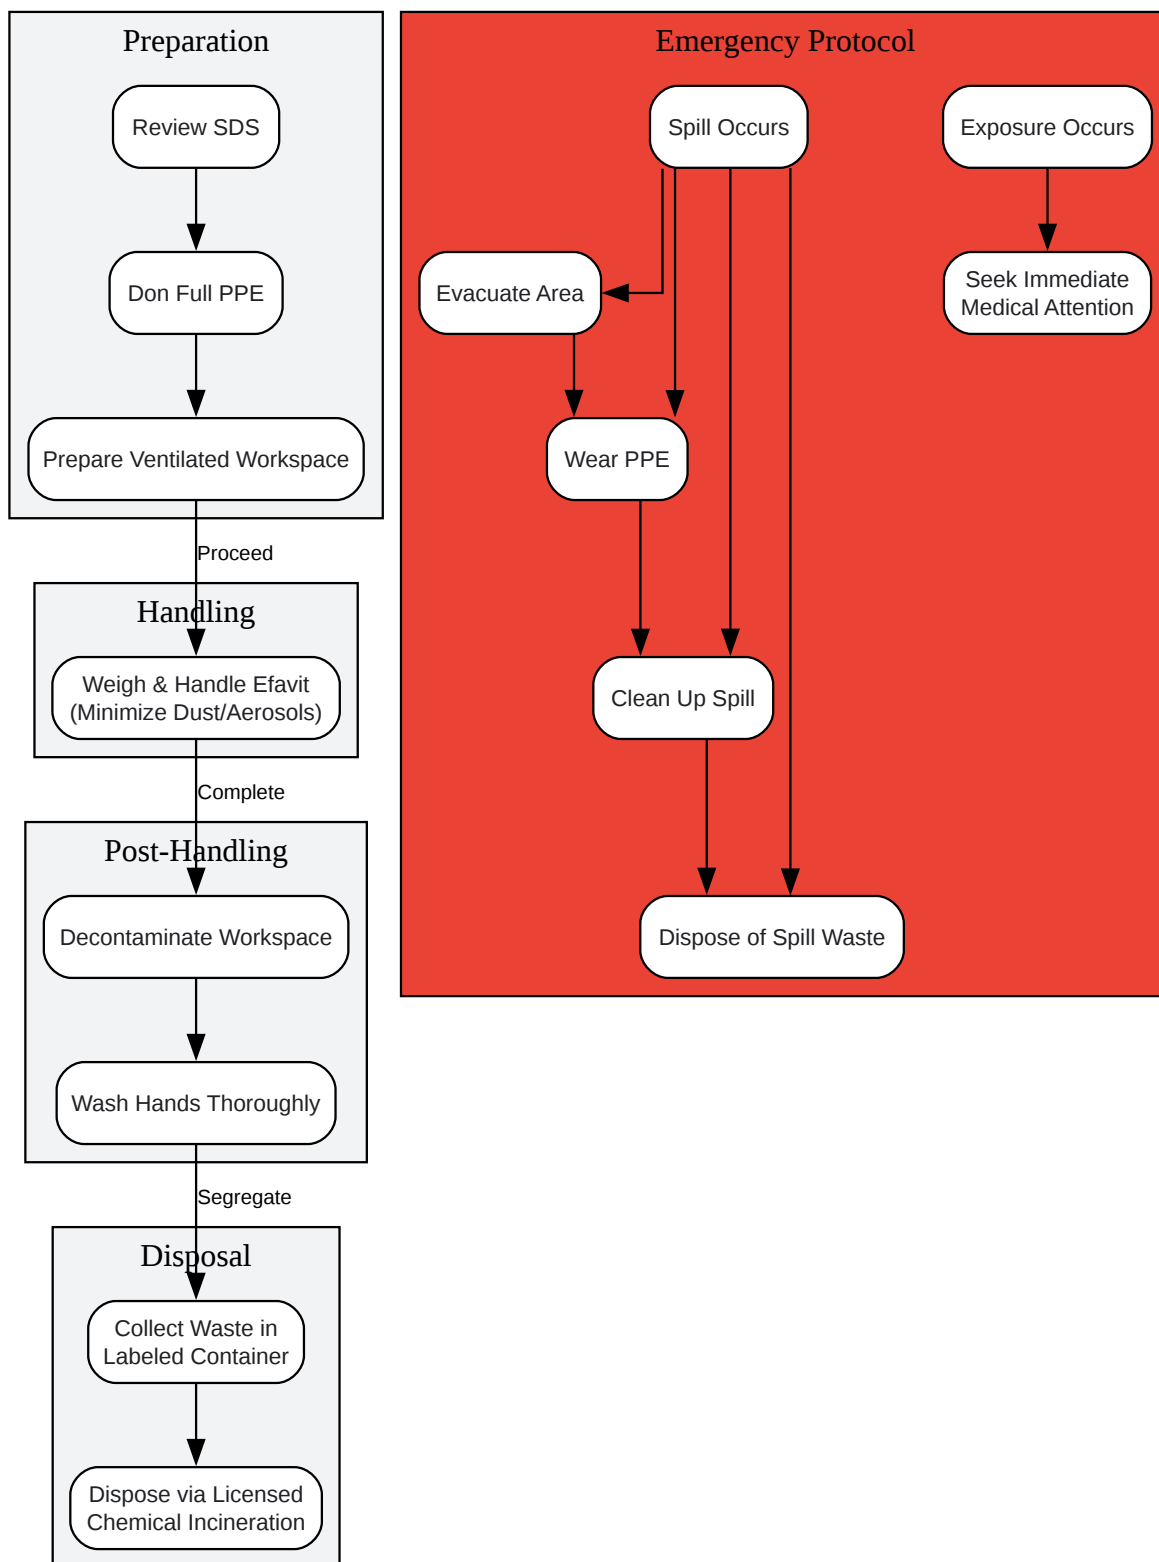 Preparation
Review SDS
Don Full PPE
Prepare Ventilated Workspace
Proceed
Handling
Weigh & Handle Efavit
(Minimize Dust/Aerosols)
Complete
Post-Handling
Decontaminate Workspace
Wash Hands Thoroughly
Segregate
Disposal
Collect Waste in
Labeled Container
Dispose via Licensed
Chemical Incineration
Emergency Protocol
Spill Occurs
Exposure Occurs
Evacuate Area
Seek Immediate
Medical Attention
Wear PPE
Clean Up Spill
Dispose of Spill Waste